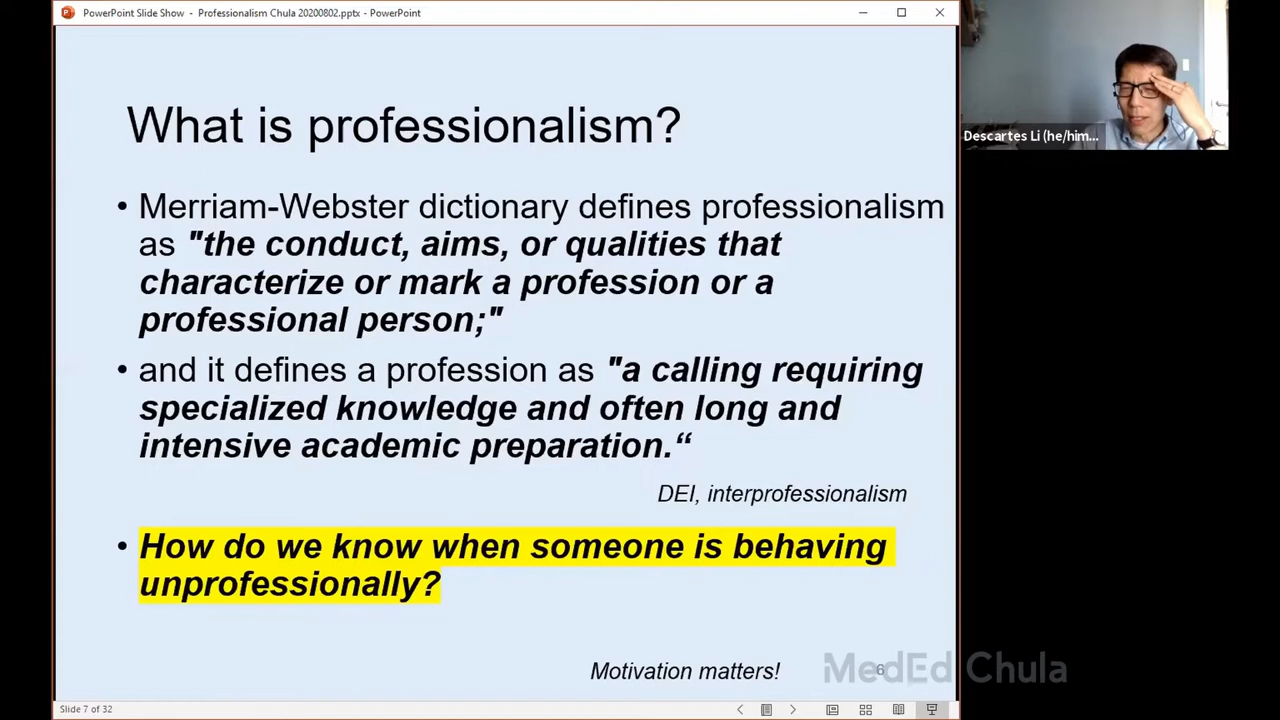 PowerPoint Slide Show - Professionalism Chula 20200802.pptx - PowerPoint
What is professionalism?
• Merriam-Webster dictionary defines professionalism
as "the conduct, aims, or qualities that
characterize or mark a profession or a
professional person;"
• and it defines a profession as "a calling requiring
specialized knowledge and often long and
intensive academic preparation.“
DEI, interprofessionalism
• How do we know when someone is behaving
unprofessionally?
Motivation matters!
6
MedEd Chula
Slide 7 of 32
Descartes Li (he/him...